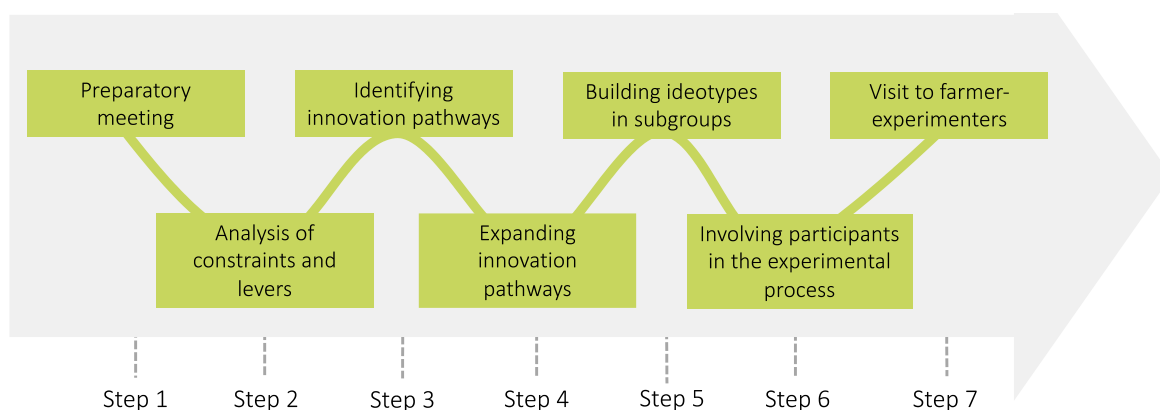 Preparatory
meeting
Identifying
innovation pathways
Building ideotypes
in subgroups
Visit to farmer-
experimenters
Analysis of
constraints and
levers
Expanding
innovation
pathways
Involving participants
in the experimental
process
Step 1
Step 2
Step 3
Step 4
Step 5
Step 6
Step 7